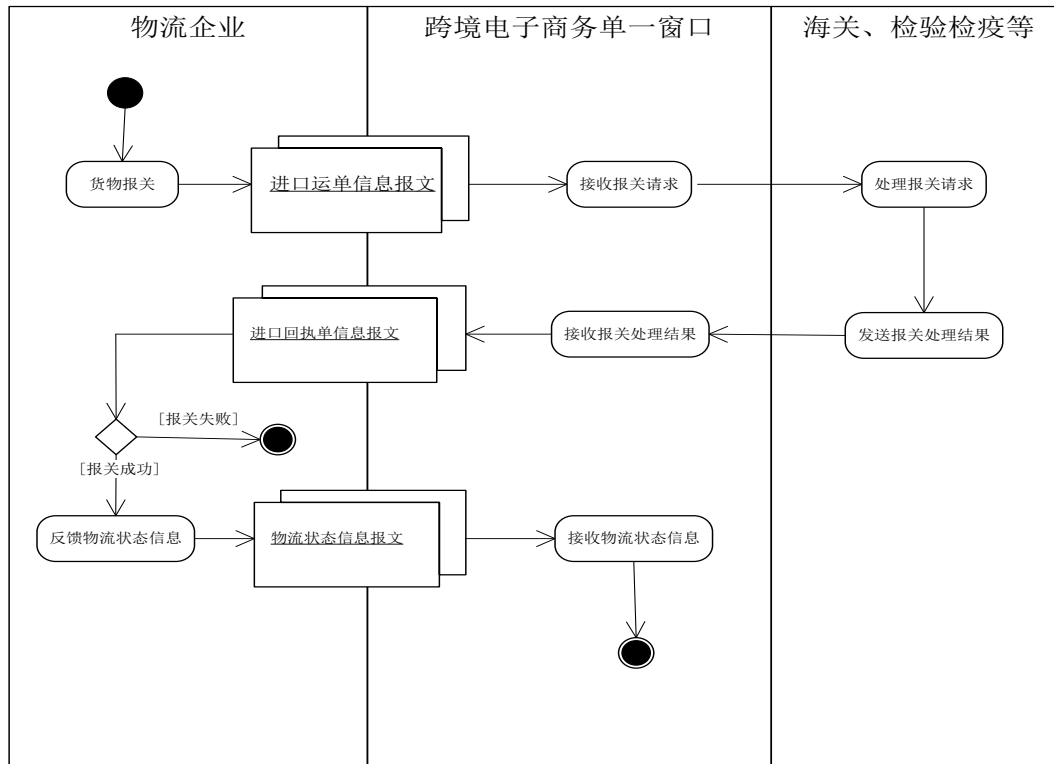 物流企业
跨境电子商务单一窗口
海关、检验检疫等
货物报关
进口运单信息报文
接收报关请求
处理报关请求
进口回执单信息报文
接收报关处理结果
发送报关处理结果
[报关失败]
[报关成功]
反馈物流状态信息
物流状态信息报文
接收物流状态信息